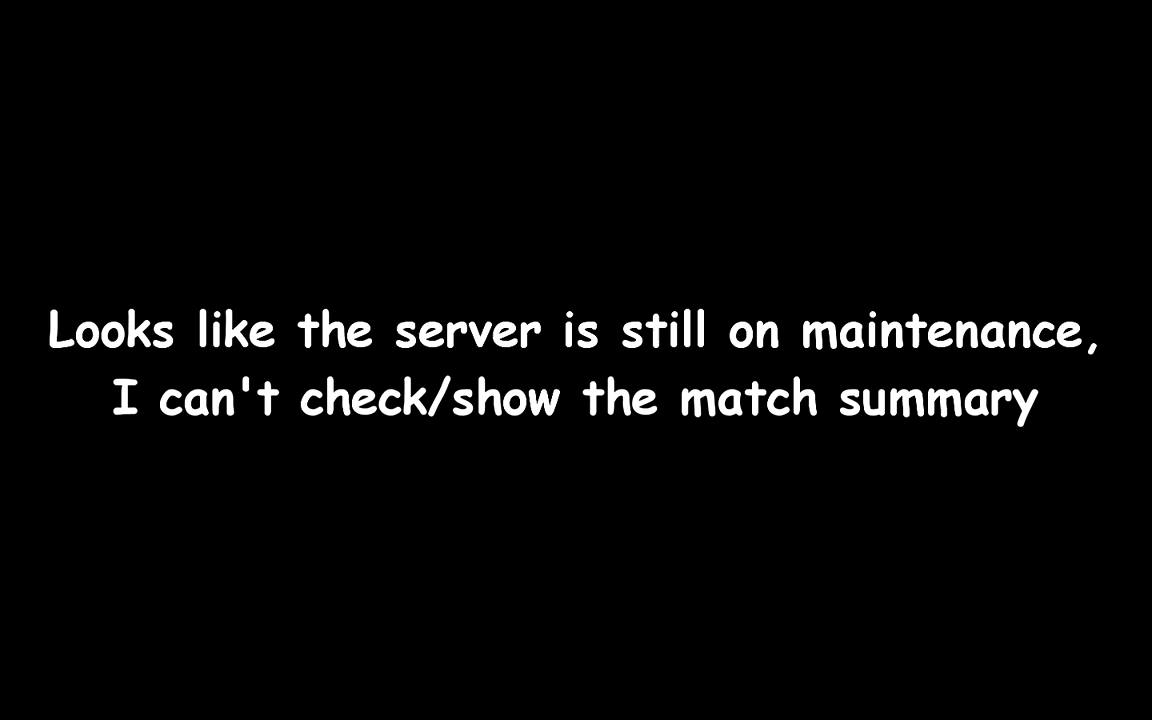 Looks like the server is still on maintenance,
I can't check/show the match summary